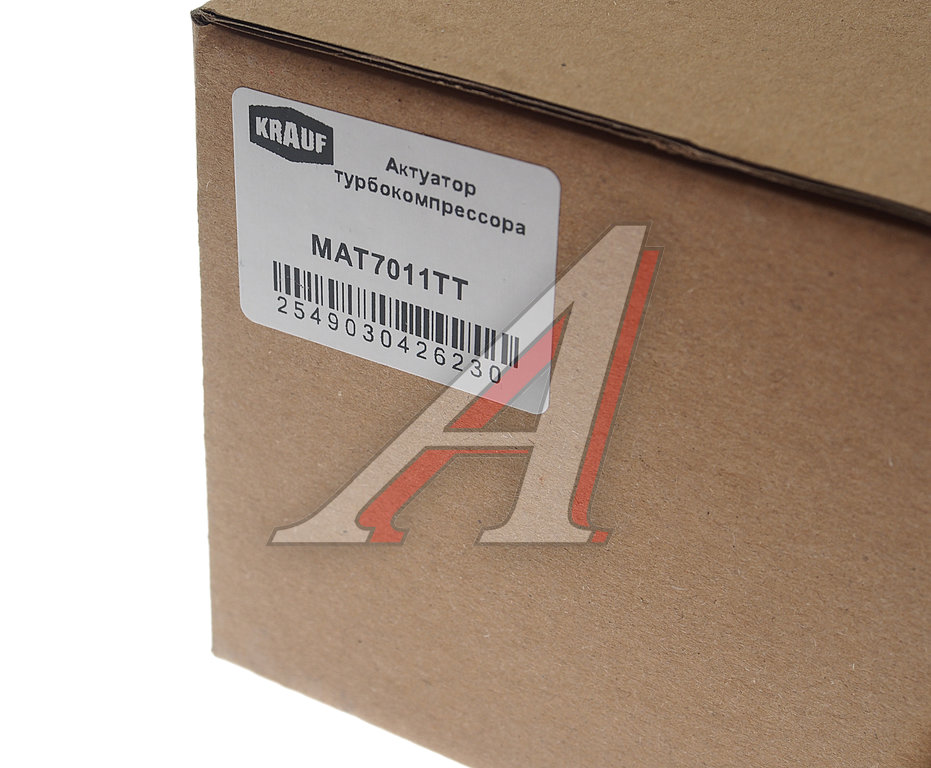 KRAUF
Актуатор
турбокомпрессора
MAT7011TT
2549030426230
A